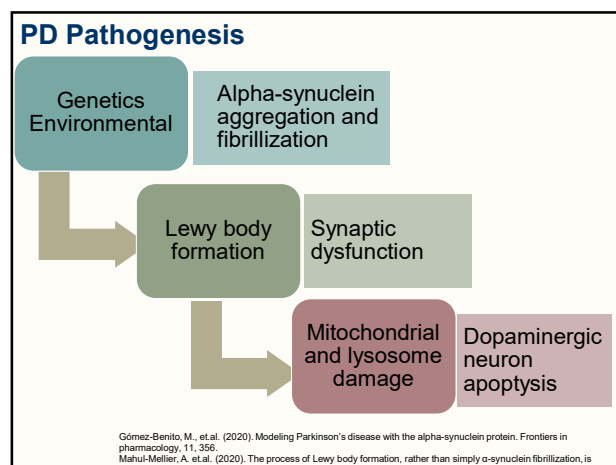 PD Pathogenesis
Genetics
Environmental
Alpha-synuclein
aggregation and
fibrillization
Lewy body
formation
Synaptic
dysfunction
Mitochondrial
and lysosome
damage
Dopaminergic
neuron
apoptysis
Gómez-Benito, M., et.al. (2020). Modeling Parkinson's disease with the alpha-synuclein protein. Frontiers in
pharmacology, 11, 356.
Mahul-Mellier, A. et.al. (2020). The process of Lewy body formation, rather than simply α-synuclein fibrillization, is